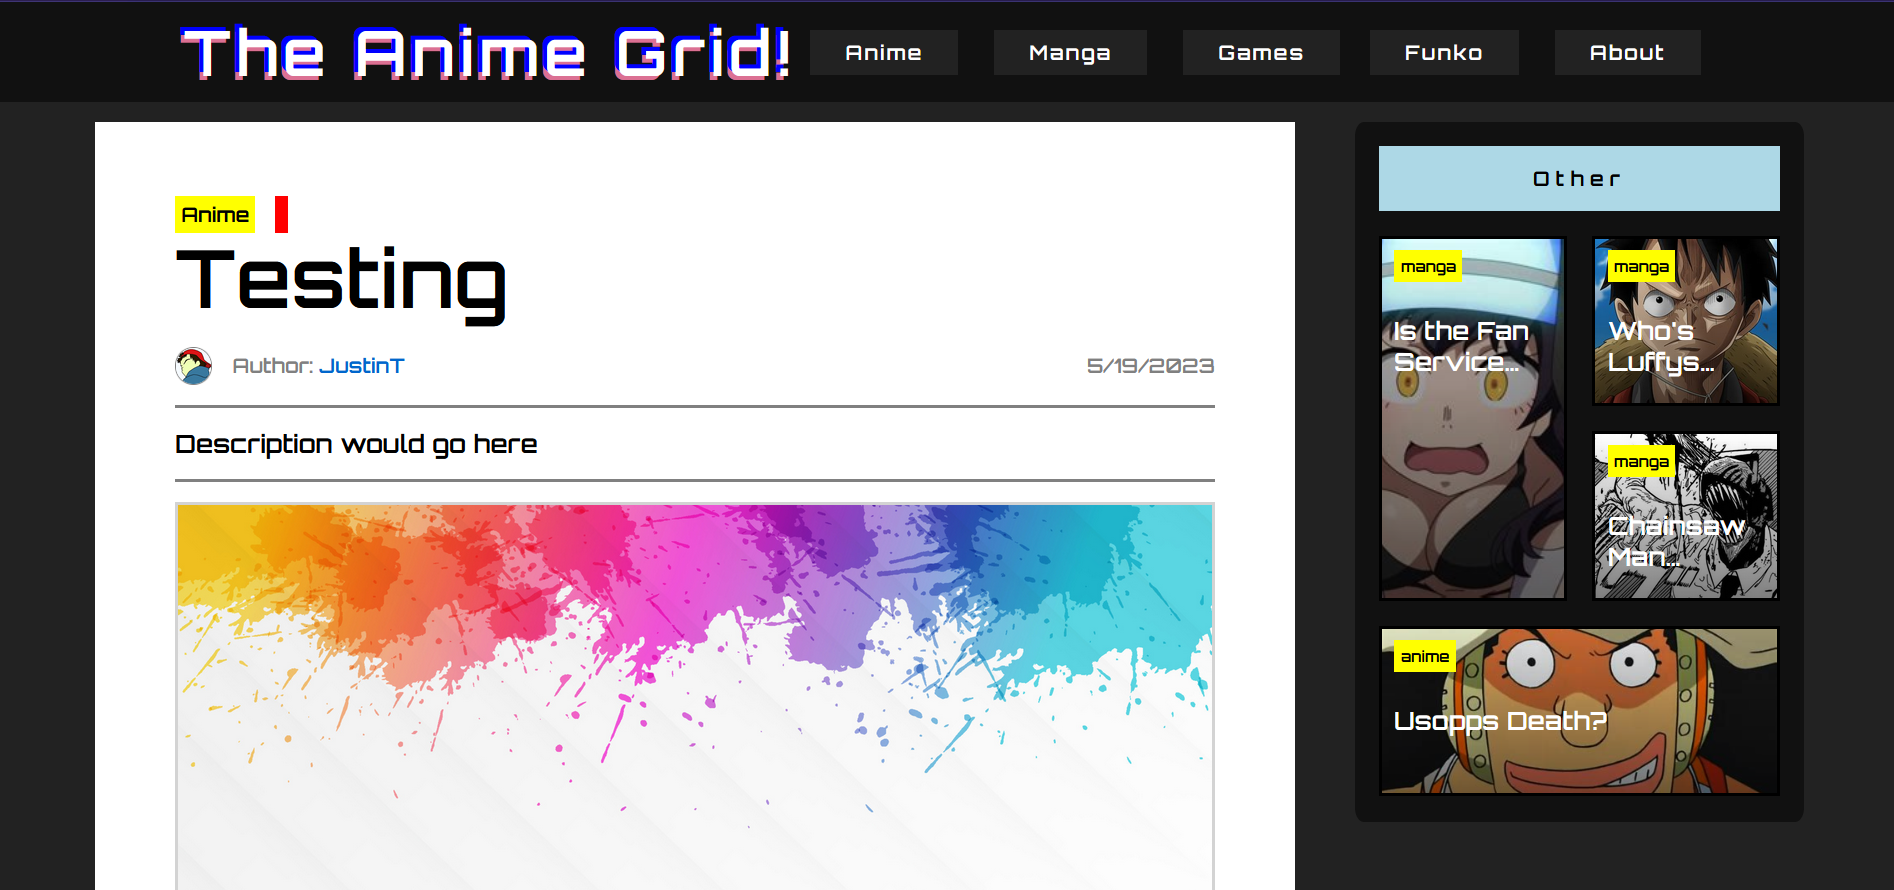 The Anime Grid!
Anime
Manga
Games
Funko
About
Anime
Testing
Author: JustinT
5/19/2023
Description would go here
Other
manga
Is the Fan
Service...
manga
Who's
Luffys...
manga
Chainsaw
Man...
anime
Usopps Death?